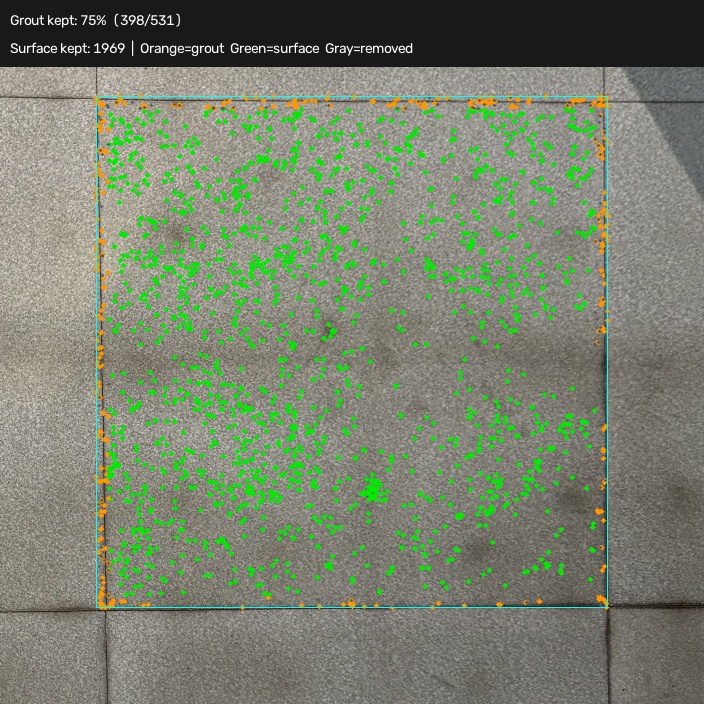 Grout kept: 75% (398/531)
Surface kept: 1969 | Orange=grout Green=surface Gray=removed